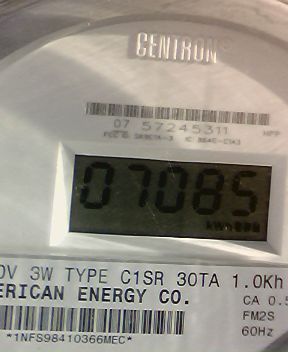 CENTRON
07 57245311
07085
0V 3W TYPE C1SR 30TA 1.0Kh
ERICAN ENERGY CO.
CA 0.5
FM2S
60Hz
*1NFS98410366MEC*